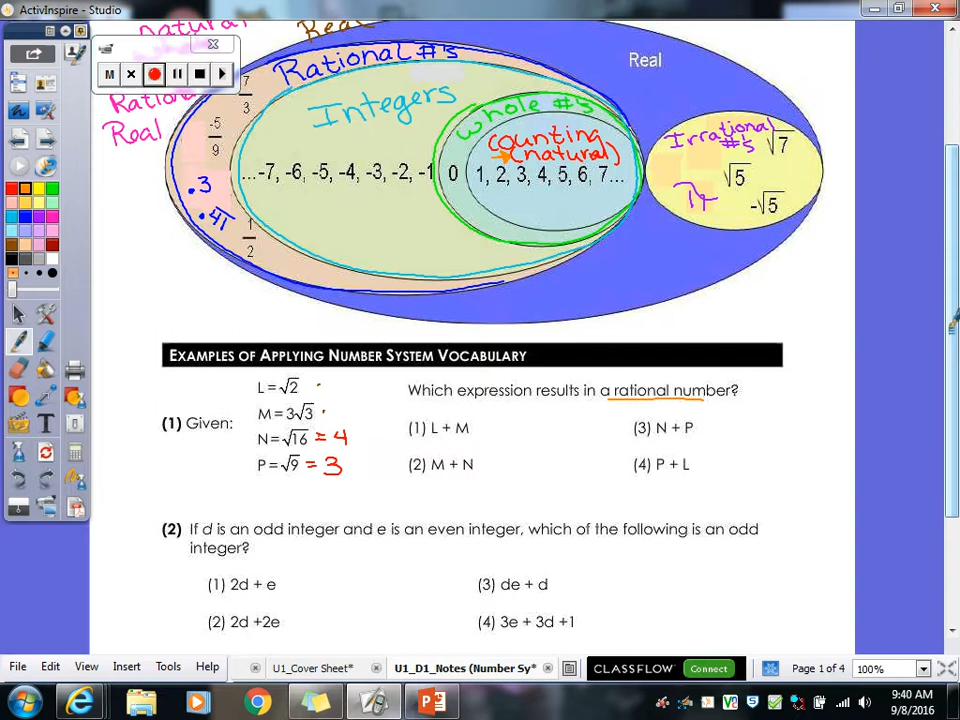 ActivInspire - Studio
natural
Real
Rational #'s
Real
7
3
Rational
Real
Integers
whole #'s
counting
(natural)
Irrational
#'s
√7
-5
9
...-7, -6, -5, -4, -3, -2, -1
0
1, 2, 3, 4, 5, 6, 7...
√5
π
-√5
.3
.4̅1̅
1
2
EXAMPLES OF APPLYING NUMBER SYSTEM VOCABULARY
L = √2
Which expression results in a rational number?
M = 3√3
(1) Given:
(1) L + M
(3) N + P
N = √16 = 4
P = √9 = 3
(2) M + N
(4) P + L
(2) If d is an odd integer and e is an even integer, which of the following is an odd
integer?
(1) 2d + e
(3) de + d
(2) 2d +2e
(4) 3e + 3d +1
File Edit View Insert Tools Help
U1_Cover Sheet*
U1_D1_Notes (Number Sy*
CLASSFLOW Connect
Page 1 of 4
100%
9:40 AM
9/8/2016